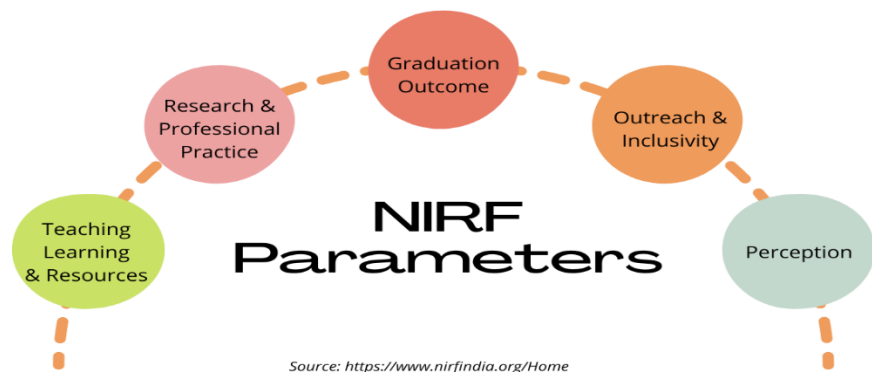 Graduation
Outcome
Research &
Professional
Practice
Outreach &
Inclusivity
Teaching
Learning
& Resources
NIRF
Parameters
Perception
Source: https://www.nirfindia.org/Home